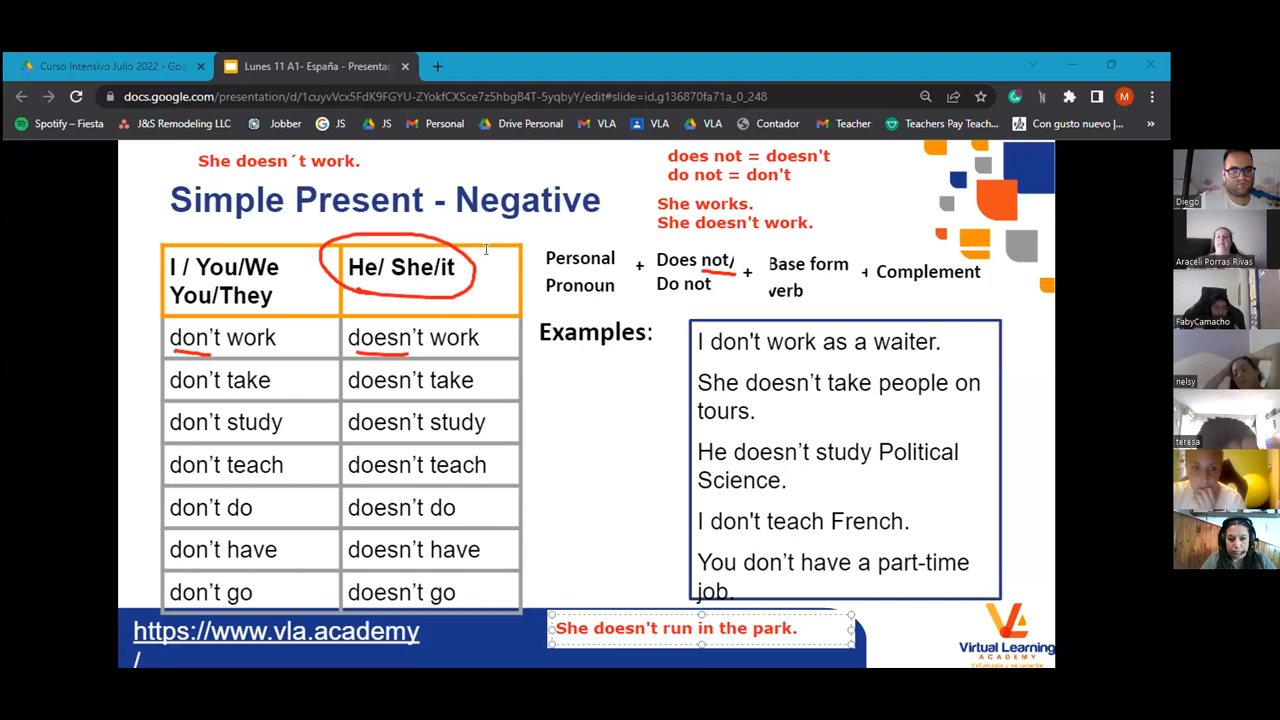 Curso Intensivo Julio 2022 - Goo
Lunes 11 A1- España - Presentac
docs.google.com/presentation/d/1cuyvVcx5FdK9FGYU-ZYokfCXSce7z5hbgB4T-5yqbyY/edit#slide=id.g136870fa71a_0_248
M
Spotify – Fiesta
J&S Remodeling LLC
Jobber
JS
JS
Personal
Drive Personal
VLA
VLA
VLA
Contador
Teacher
Teachers Pay Teach...
Con gusto nuevo |...
»
She doesn´t work.
does not = doesn't
do not = don't
Simple Present - Negative
She works.
She doesn't work.
I / You/We
You/They
He/ She/it
Personal
Pronoun
+
Does not/
Do not
+
Base form
verb
+
Complement
don't work
doesn't work
don't take
doesn't take
don't study
doesn't study
don't teach
doesn't teach
don't do
doesn't do
don't have
doesn't have
don't go
doesn't go
Examples:
I don't work as a waiter.
She doesn't take people on
tours.
He doesn't study Political
Science.
I don't teach French.
You don't have a part-time
job.
https://www.vla.academy
/
She doesn't run in the park.
Virtual Learning
ACADEMY
Diego
Araceli Porras Rivas
FabyCamacho
nelsy
teresa